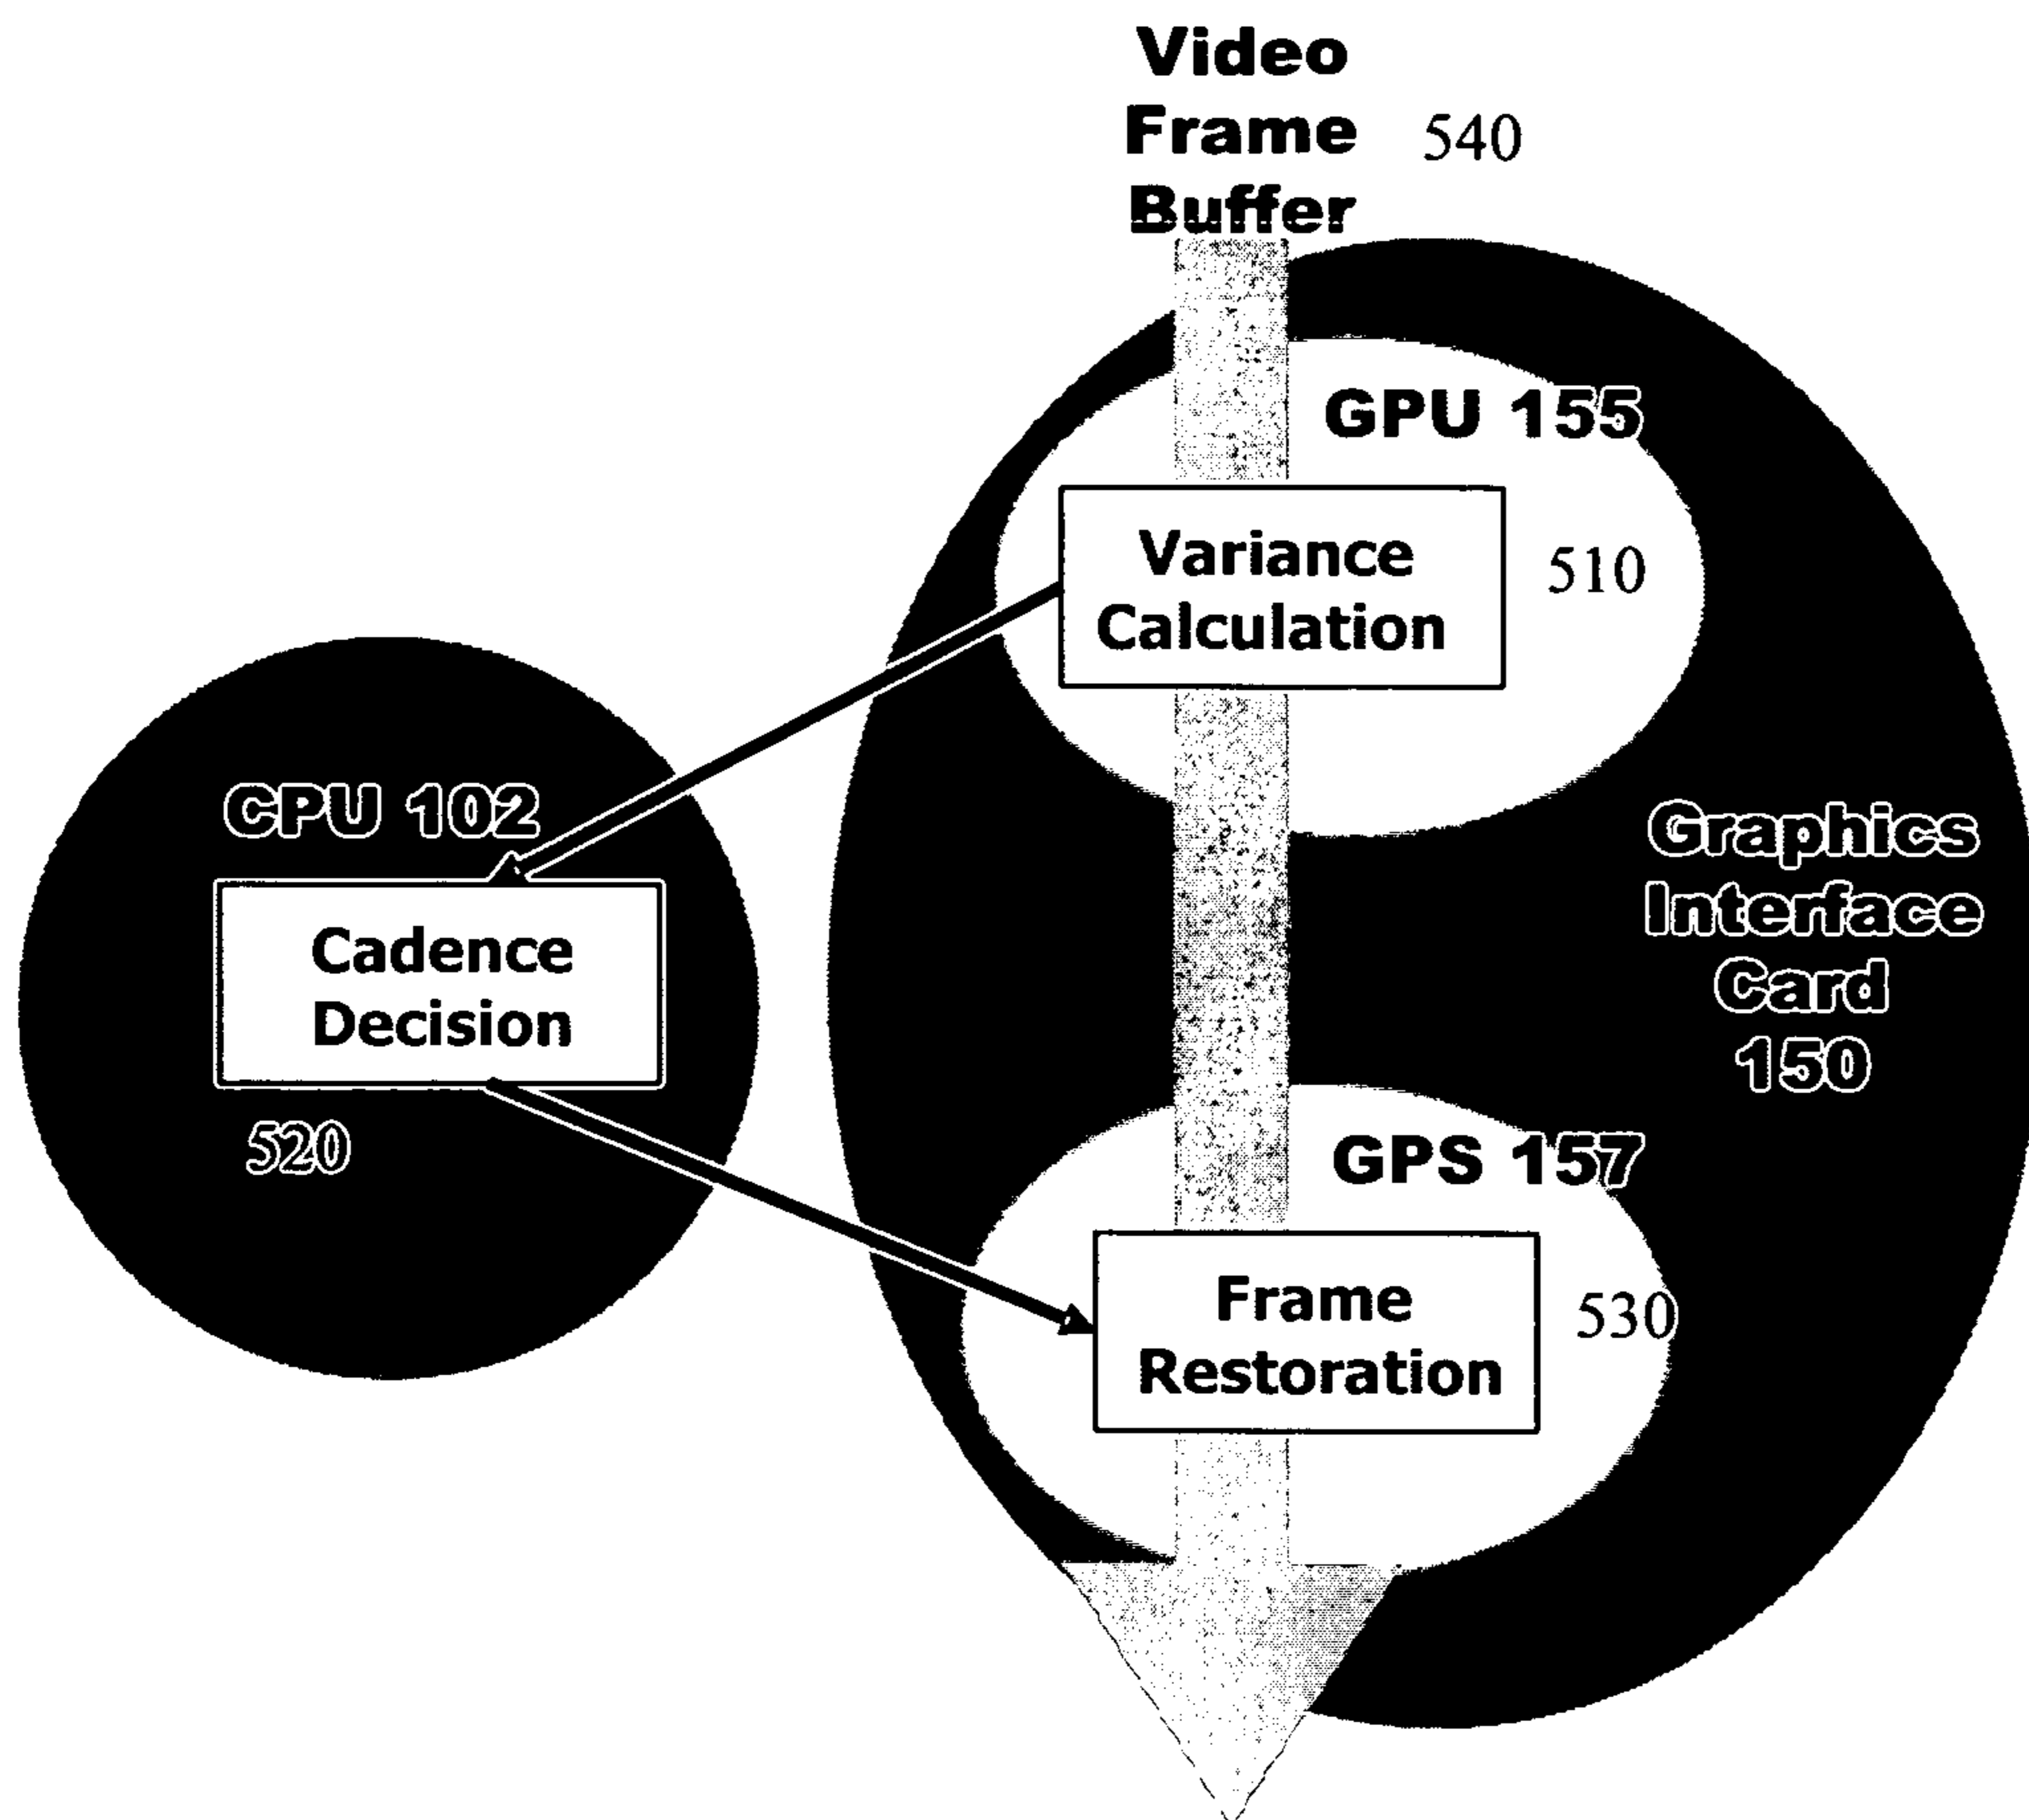 Video
Frame
Buffer
540
GPU 155
Variance
Calculation
510
CPU 102
Cadence
Decision
520
Graphics
Interface
Card
150
GPS 157
Frame
Restoration
530